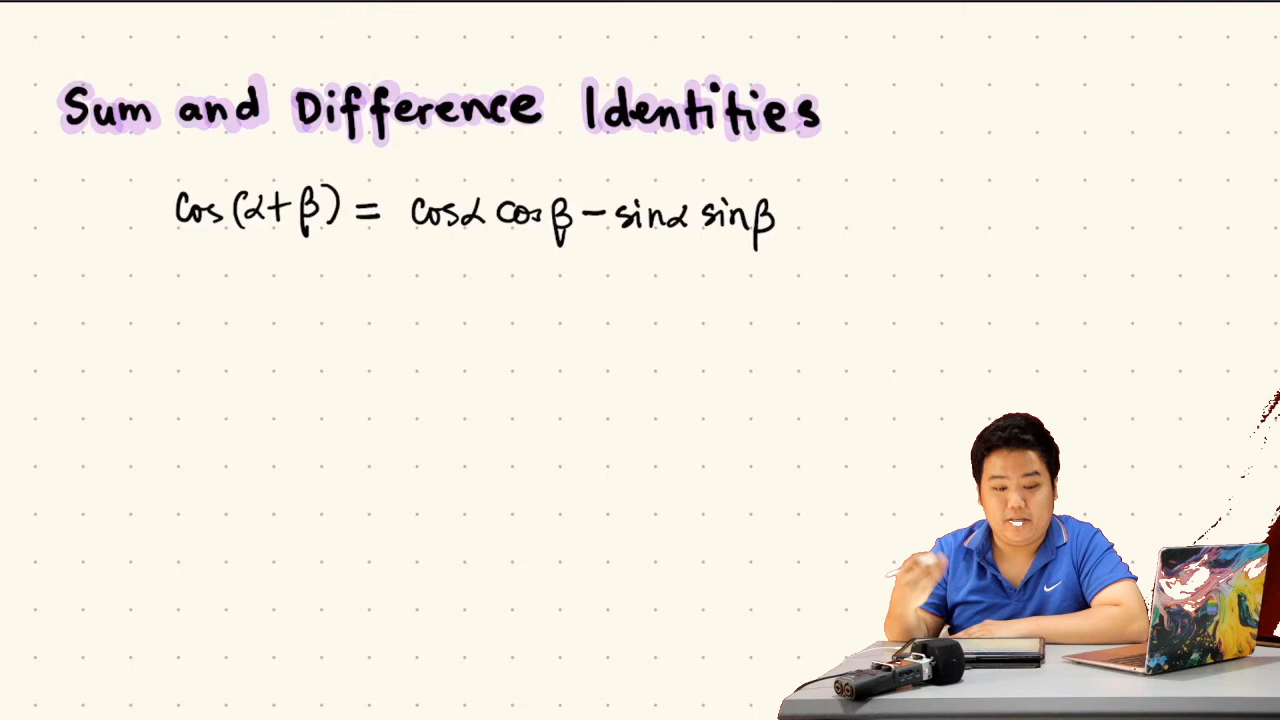 Sum and Difference Identities
cos(α+β) = cosα cosβ − sinα sinβ